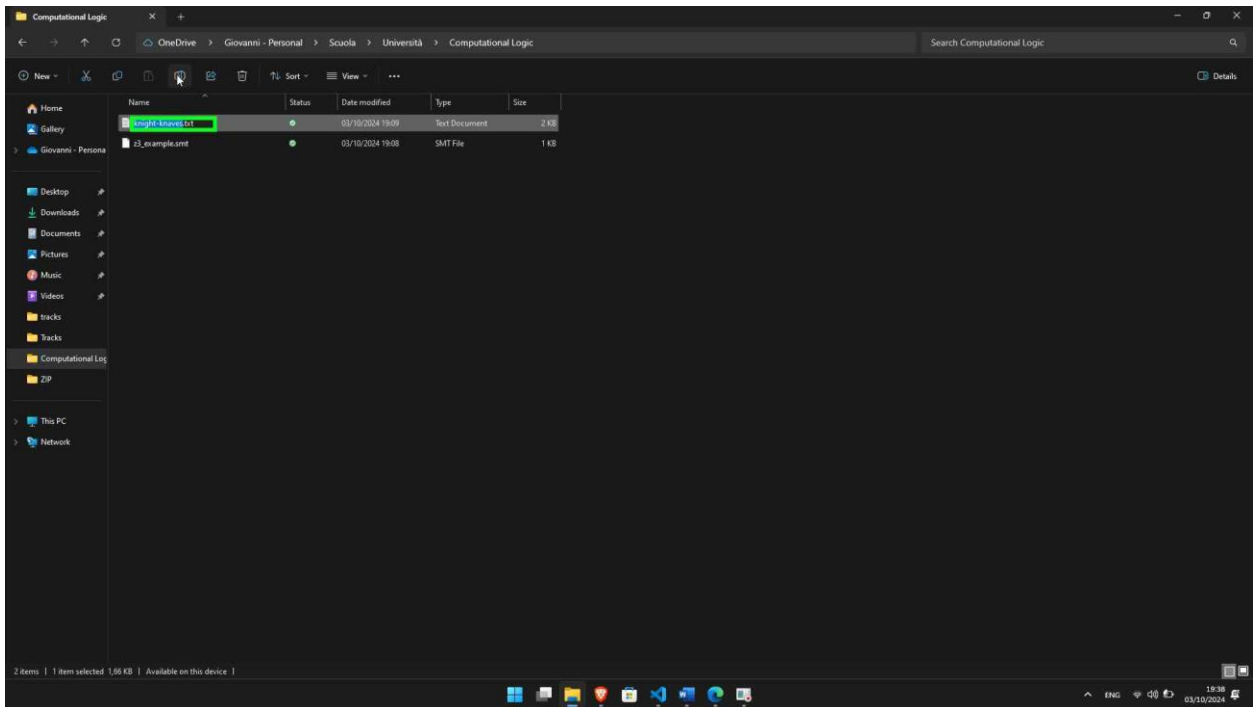 Computational Logic
OneDrive > Giovanni - Personal > Scuola > Università > Computational Logic
Search Computational Logic
New
Sort
View
Details
Name Status Date modified Type Size
knight-knaves.txt 03/10/2024 19:09 Text Document 2 KB
z3_example.smt 03/10/2024 19:08 SMT File 1 KB
Home
Gallery
Giovanni - Persona
Desktop
Downloads
Documents
Pictures
Music
Videos
tracks
Tracks
Computational Log
ZIP
This PC
Network
2 items | 1 item selected 1,66 KB | Available on this device |
ENG 19:38
03/10/2024